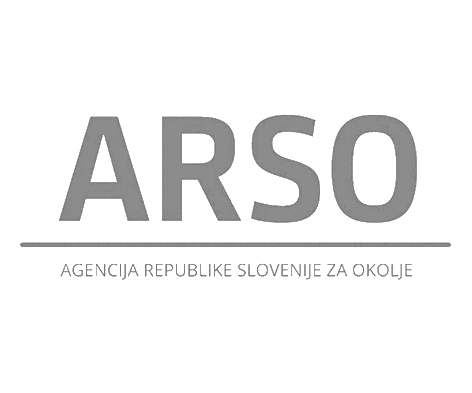 ARSO
AGENCIJA REPUBLIKE SLOVENIJE ZA OKOLJE